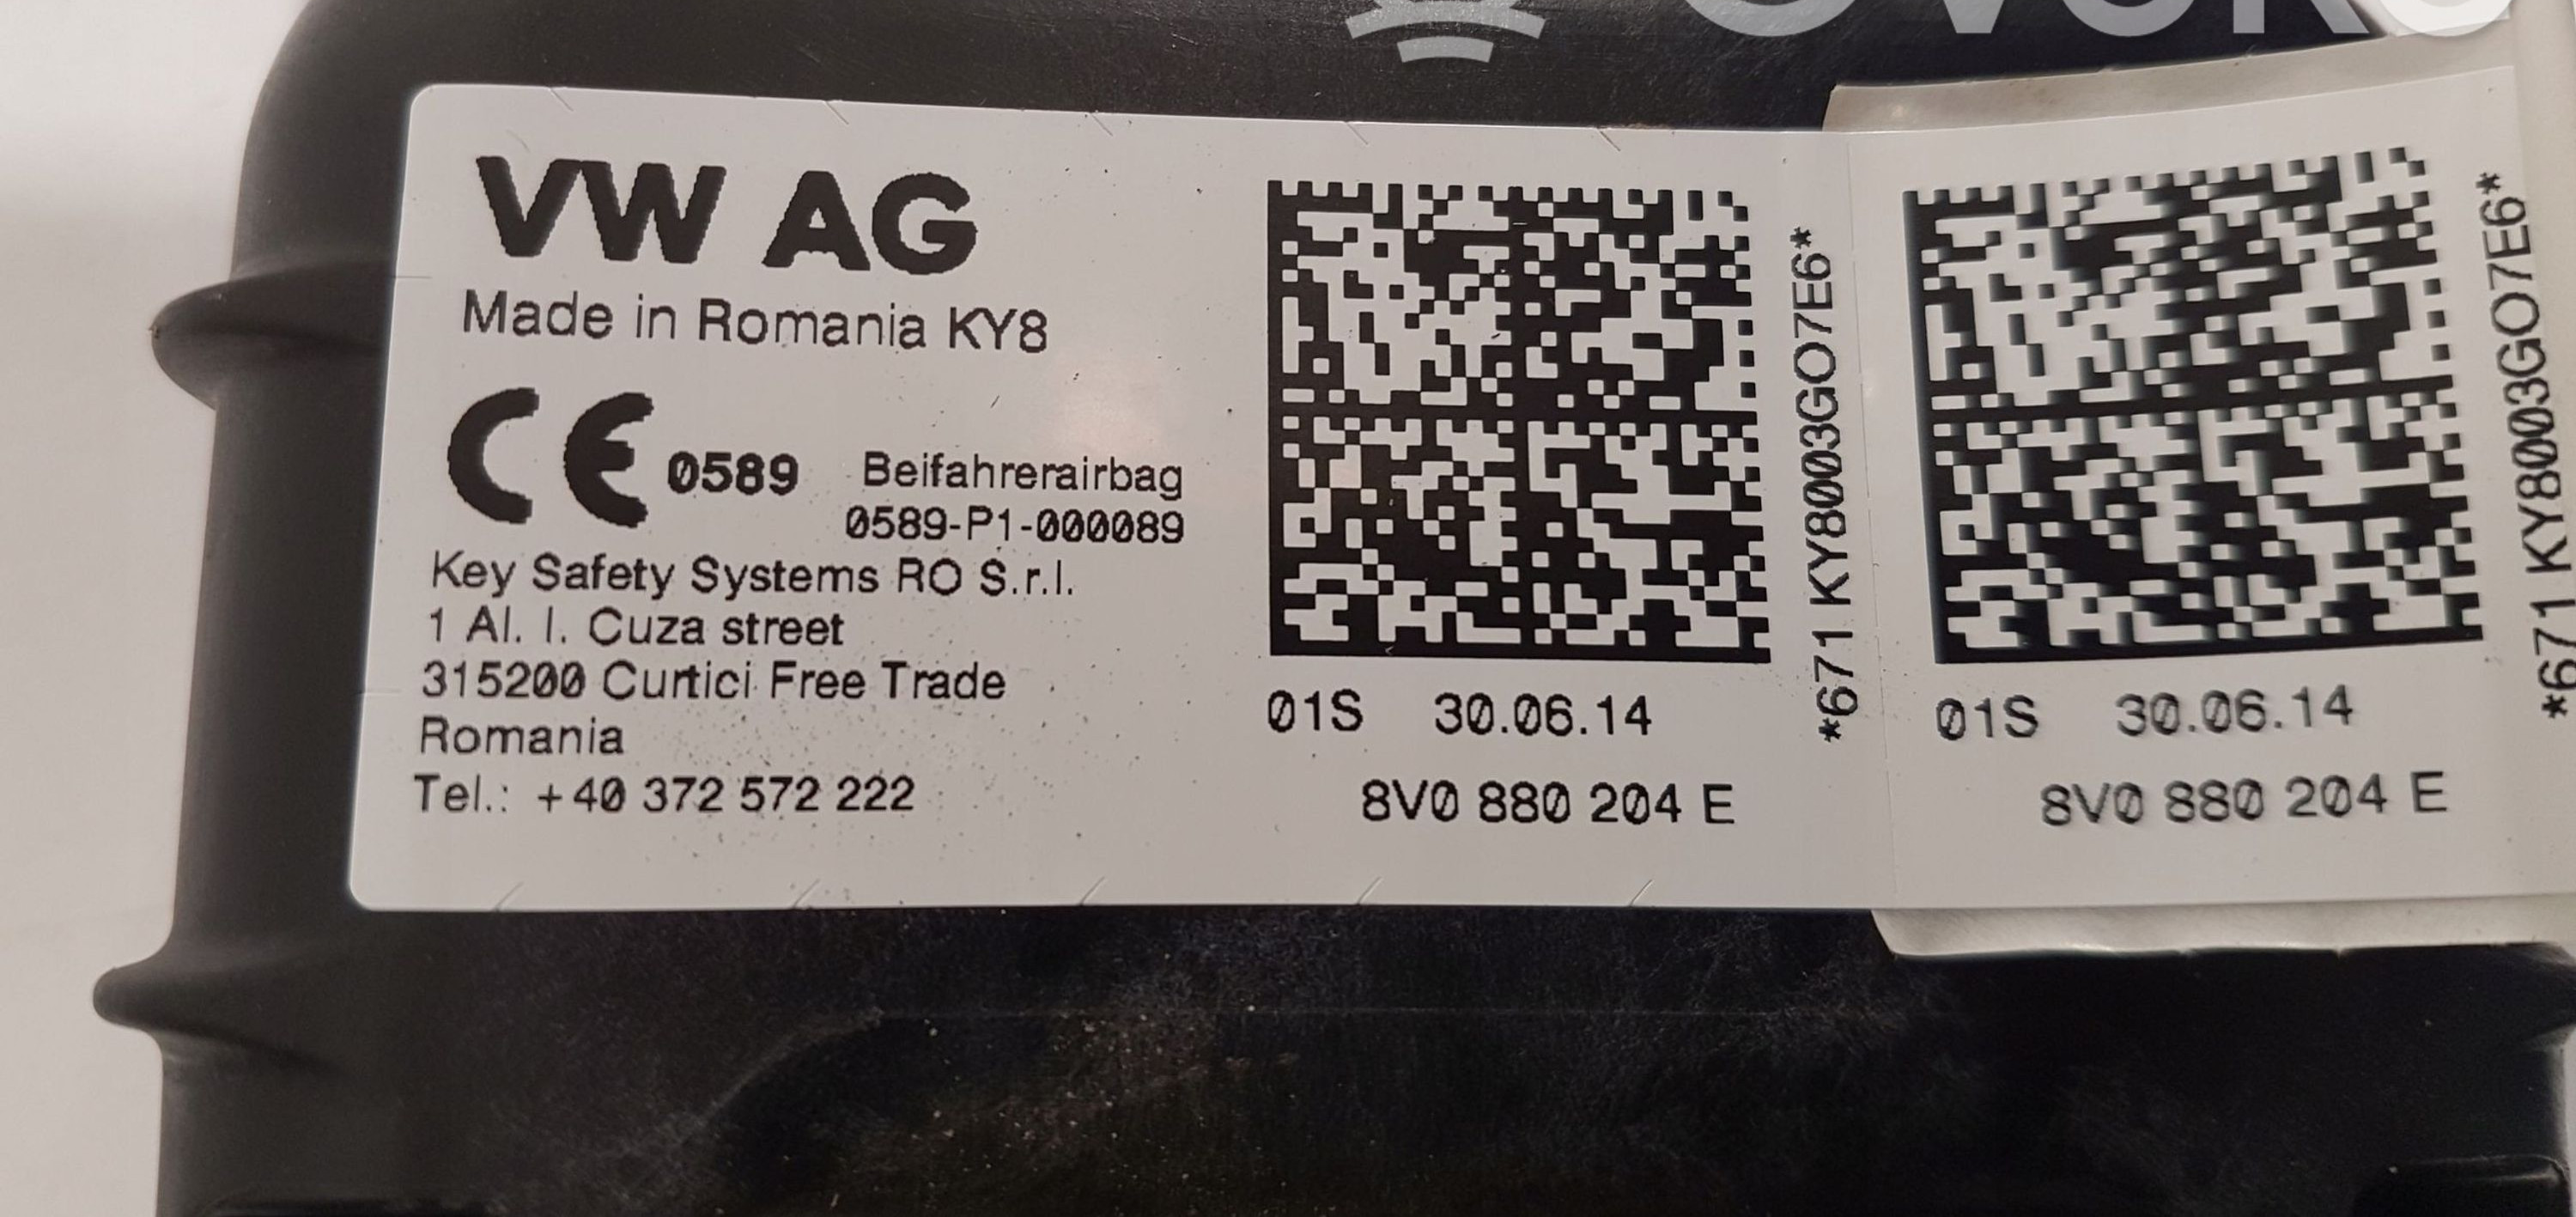 VW AG
Made in Romania KY8
CE 0589 Beifahrerairbag
0589-P1-000089
Key Safety Systems RO S.r.l.
1 Al. I. Cuza street
315200 Curtici Free Trade
Romania
Tel.: +40 372 572 222
01S 30.06.14
8V0 880 204 E
*671 KY8003GO7E6*
01S 30.06.14
8V0 880 204 E
*671 KY8003GO7E6*